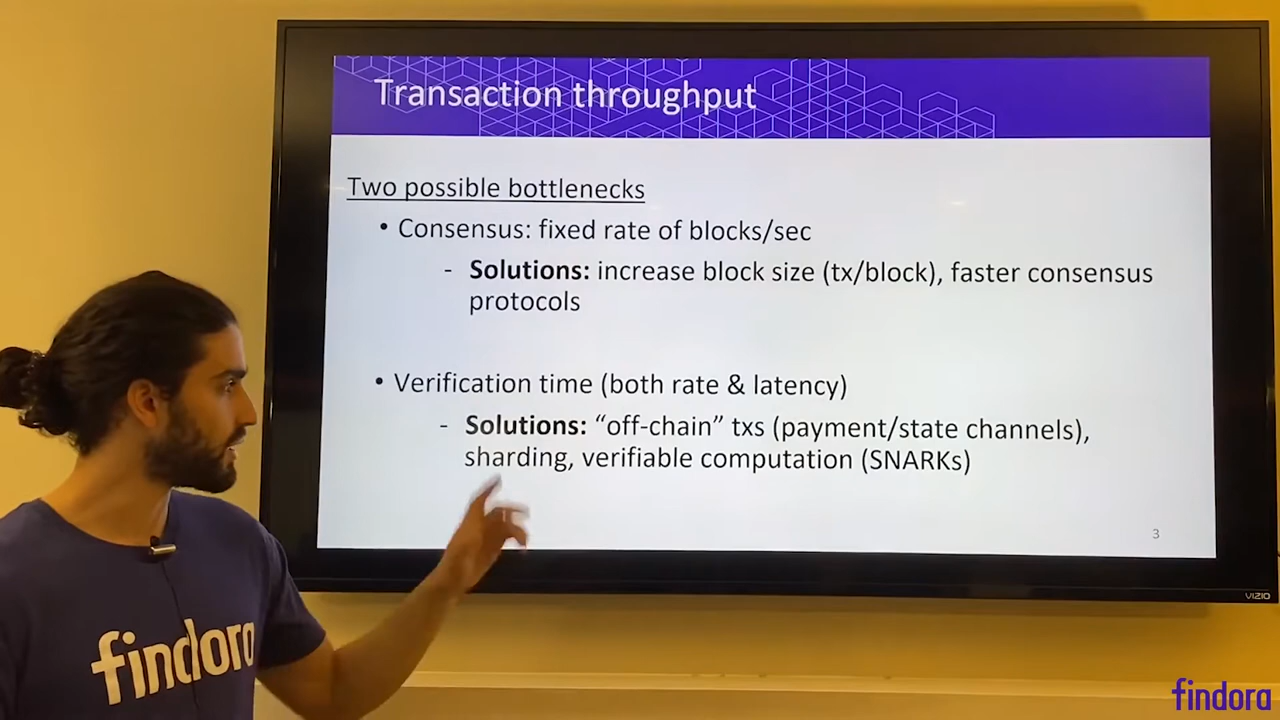 Transaction throughput
Two possible bottlenecks
• Consensus: fixed rate of blocks/sec
- Solutions: increase block size (tx/block), faster consensus
protocols
• Verification time (both rate & latency)
- Solutions: “off-chain” txs (payment/state channels),
sharding, verifiable computation (SNARKs)
3
VIZIO
findora
findora